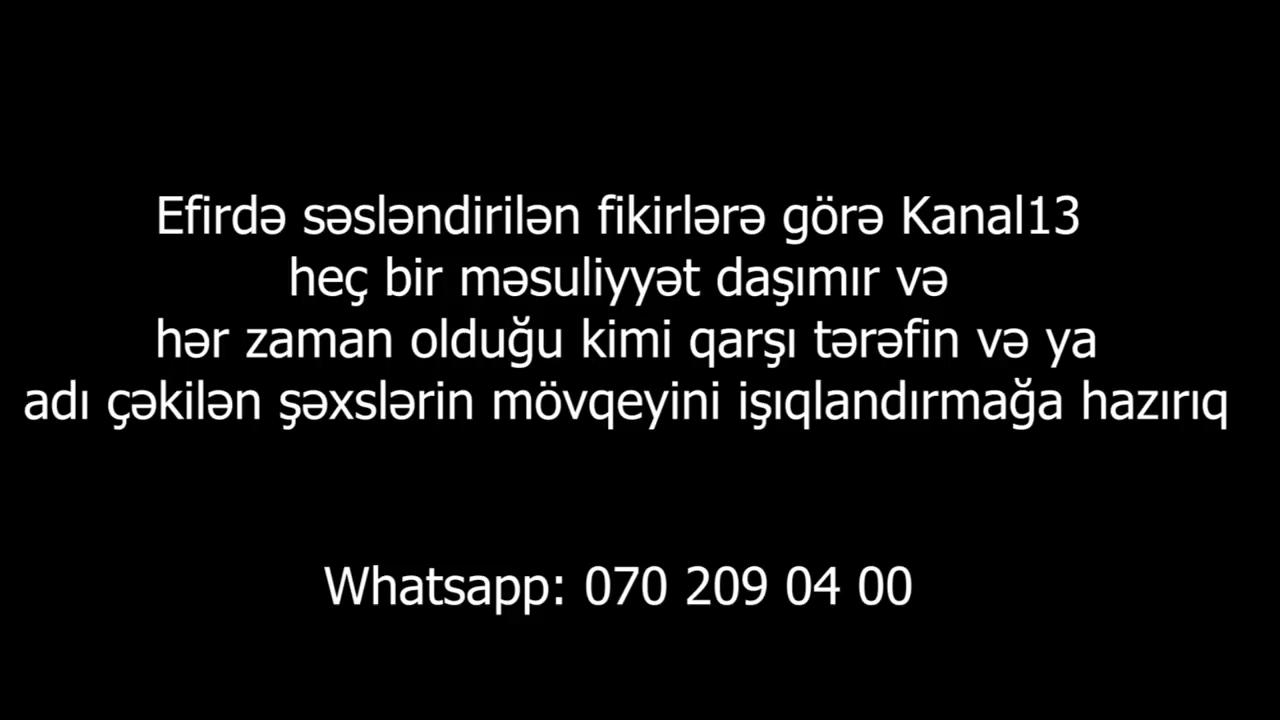 Efirdə səsləndirilən fikirlərə görə Kanal13
heç bir məsuliyyət daşımır və
hər zaman olduğu kimi qarşı tərəfin və ya
adı çəkilən şəxslərin mövqeyini işıqlandırmağa hazırıq
Whatsapp: 070 209 04 00